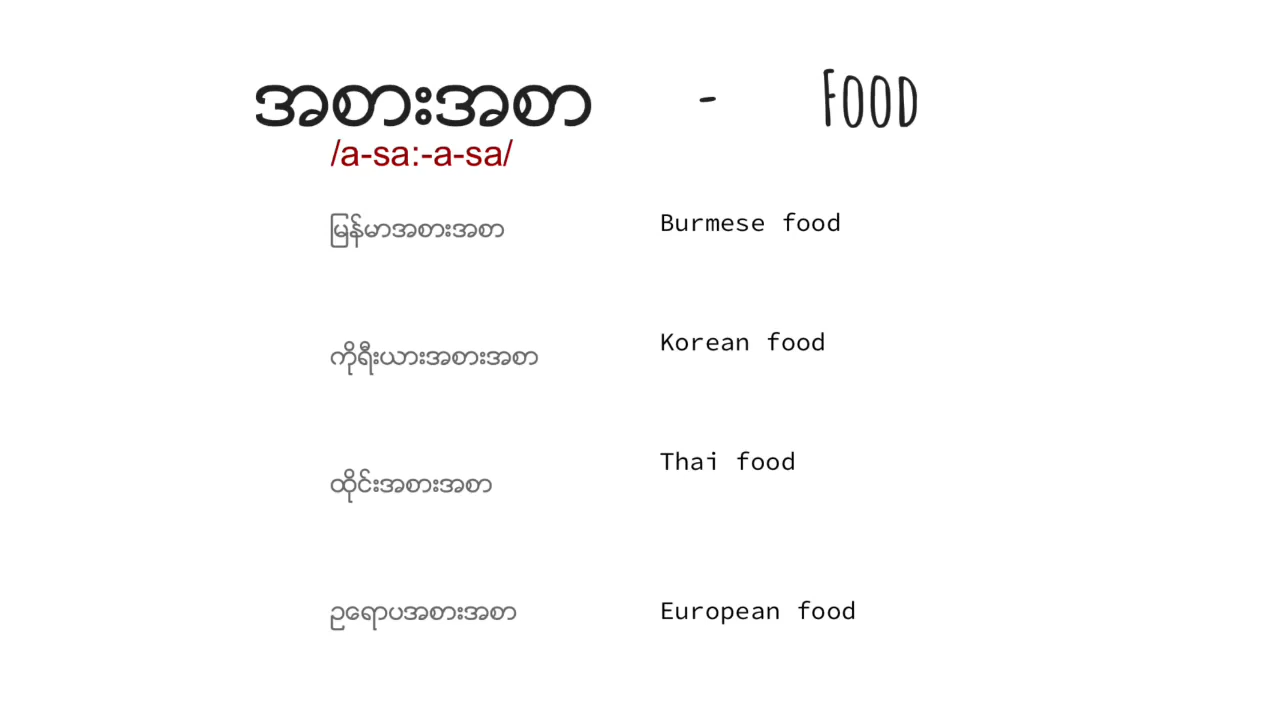 အစားအစာ - FOOD
/a-sa:-a-sa/
မြန်မာအစားအစာ Burmese food
ကိုရီးယားအစားအစာ Korean food
ထိုင်းအစားအစာ Thai food
ဥရောပအစားအစာ European food